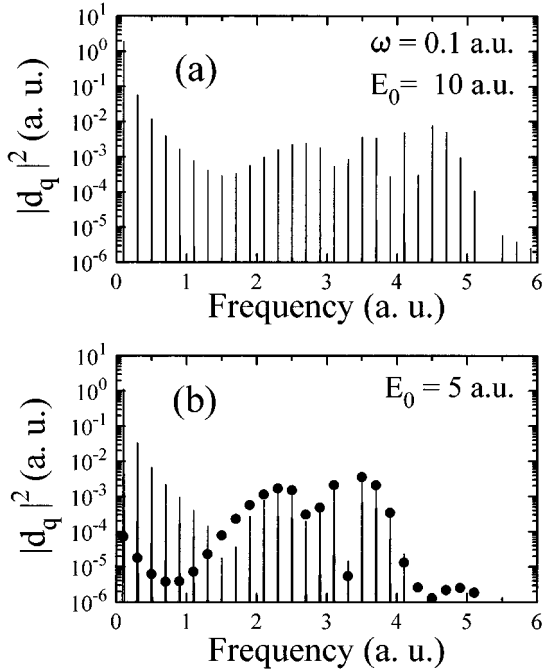 10¹
10⁰
10⁻¹
10⁻²
10⁻³
10⁻⁴
10⁻⁵
10⁻⁶
|d_q|² (a. u.)
(a)
ω = 0.1 a.u.
E₀= 10 a.u.
0 1 2 3 4 5 6
Frequency (a. u.)
10¹
10⁰
10⁻¹
10⁻²
10⁻³
10⁻⁴
10⁻⁵
10⁻⁶
|d_q|² (a. u.)
(b)
E₀ = 5 a.u.
0 1 2 3 4 5 6
Frequency (a. u.)